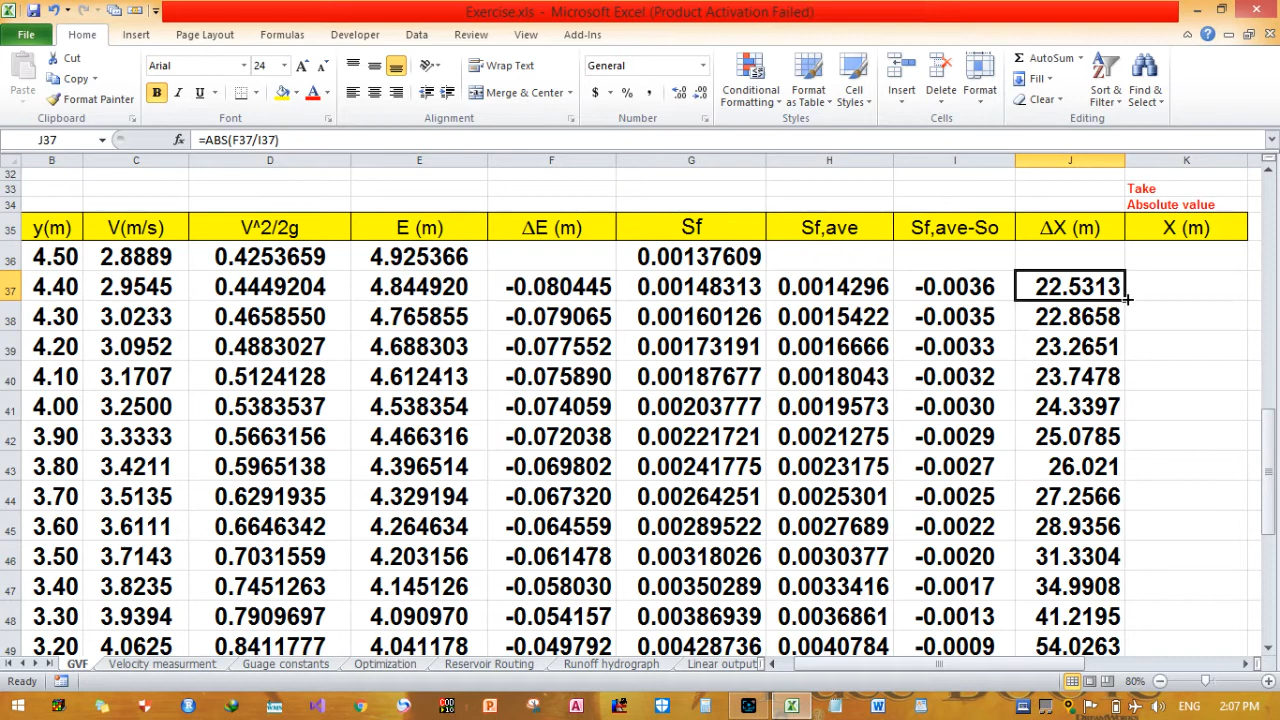 Exercise.xls - Microsoft Excel (Product Activation Failed)
File Home Insert Page Layout Formulas Developer Data Review View Add-Ins
Paste Cut Copy Format Painter Clipboard
Arial 24 B I U Font
Wrap Text Merge & Center Alignment
General $ % , Number
Conditional Formatting Format as Table Cell Styles Styles
Insert Delete Format Cells
Σ AutoSum Fill Clear Sort & Filter Find & Select Editing
J37 fx =ABS(F37/I37)
B C D E F G H I J K
32
33 Take
34 Absolute value
35 y(m) V(m/s) V^2/2g E (m) ΔE (m) Sf Sf,ave Sf,ave-So ΔX (m) X (m)
36 4.50 2.8889 0.4253659 4.925366 0.00137609
37 4.40 2.9545 0.4449204 4.844920 -0.080445 0.00148313 0.0014296 -0.0036 22.5313
38 4.30 3.0233 0.4658550 4.765855 -0.079065 0.00160126 0.0015422 -0.0035 22.8658
39 4.20 3.0952 0.4883027 4.688303 -0.077552 0.00173191 0.0016666 -0.0033 23.2651
40 4.10 3.1707 0.5124128 4.612413 -0.075890 0.00187677 0.0018043 -0.0032 23.7478
41 4.00 3.2500 0.5383537 4.538354 -0.074059 0.00203777 0.0019573 -0.0030 24.3397
42 3.90 3.3333 0.5663156 4.466316 -0.072038 0.00221721 0.0021275 -0.0029 25.0785
43 3.80 3.4211 0.5965138 4.396514 -0.069802 0.00241775 0.0023175 -0.0027 26.021
44 3.70 3.5135 0.6291935 4.329194 -0.067320 0.00264251 0.0025301 -0.0025 27.2566
45 3.60 3.6111 0.6646342 4.264634 -0.064559 0.00289522 0.0027689 -0.0022 28.9356
46 3.50 3.7143 0.7031559 4.203156 -0.061478 0.00318026 0.0030377 -0.0020 31.3304
47 3.40 3.8235 0.7451263 4.145126 -0.058030 0.00350289 0.0033416 -0.0017 34.9908
48 3.30 3.9394 0.7909697 4.090970 -0.054157 0.00386939 0.0036861 -0.0013 41.2195
49 3.20 4.0625 0.8411777 4.041178 -0.049792 0.00428736 0.0040784 -0.0009 54.0263
GVF Velocity measurment Guage constants Optimization Reservoir Routing Runoff hydrograph Linear output
Ready 80%
ENG 2:07 PM